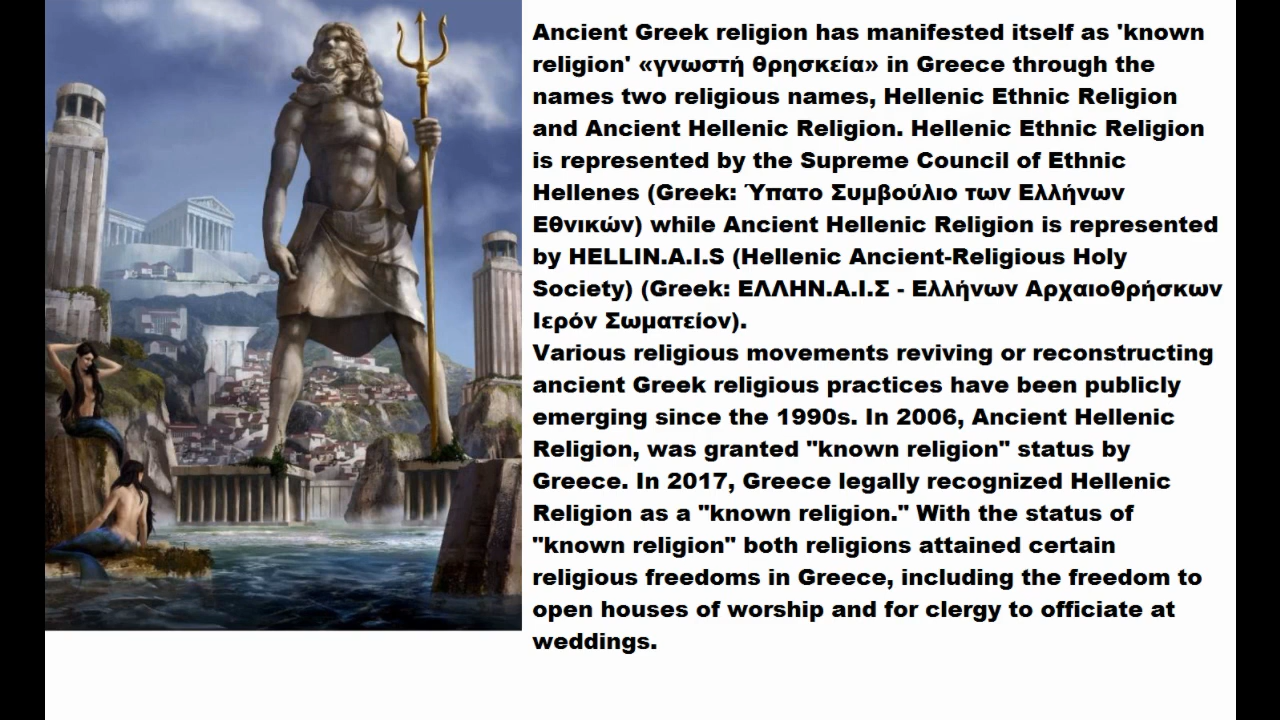 Ancient Greek religion has manifested itself as 'known
religion' «γνωστή θρησκεία» in Greece through the
names two religious names, Hellenic Ethnic Religion
and Ancient Hellenic Religion. Hellenic Ethnic Religion
is represented by the Supreme Council of Ethnic
Hellenes (Greek: Ύπατο Συμβούλιο των Ελλήνων
Εθνικών) while Ancient Hellenic Religion is represented
by HELLIN.A.I.S (Hellenic Ancient-Religious Holy
Society) (Greek: ΕΛΛΗΝ.Α.Ι.Σ - Ελλήνων Αρχαιοθρήσκων
Ιερόν Σωματείον).
Various religious movements reviving or reconstructing
ancient Greek religious practices have been publicly
emerging since the 1990s. In 2006, Ancient Hellenic
Religion, was granted "known religion" status by
Greece. In 2017, Greece legally recognized Hellenic
Religion as a "known religion." With the status of
"known religion" both religions attained certain
religious freedoms in Greece, including the freedom to
open houses of worship and for clergy to officiate at
weddings.